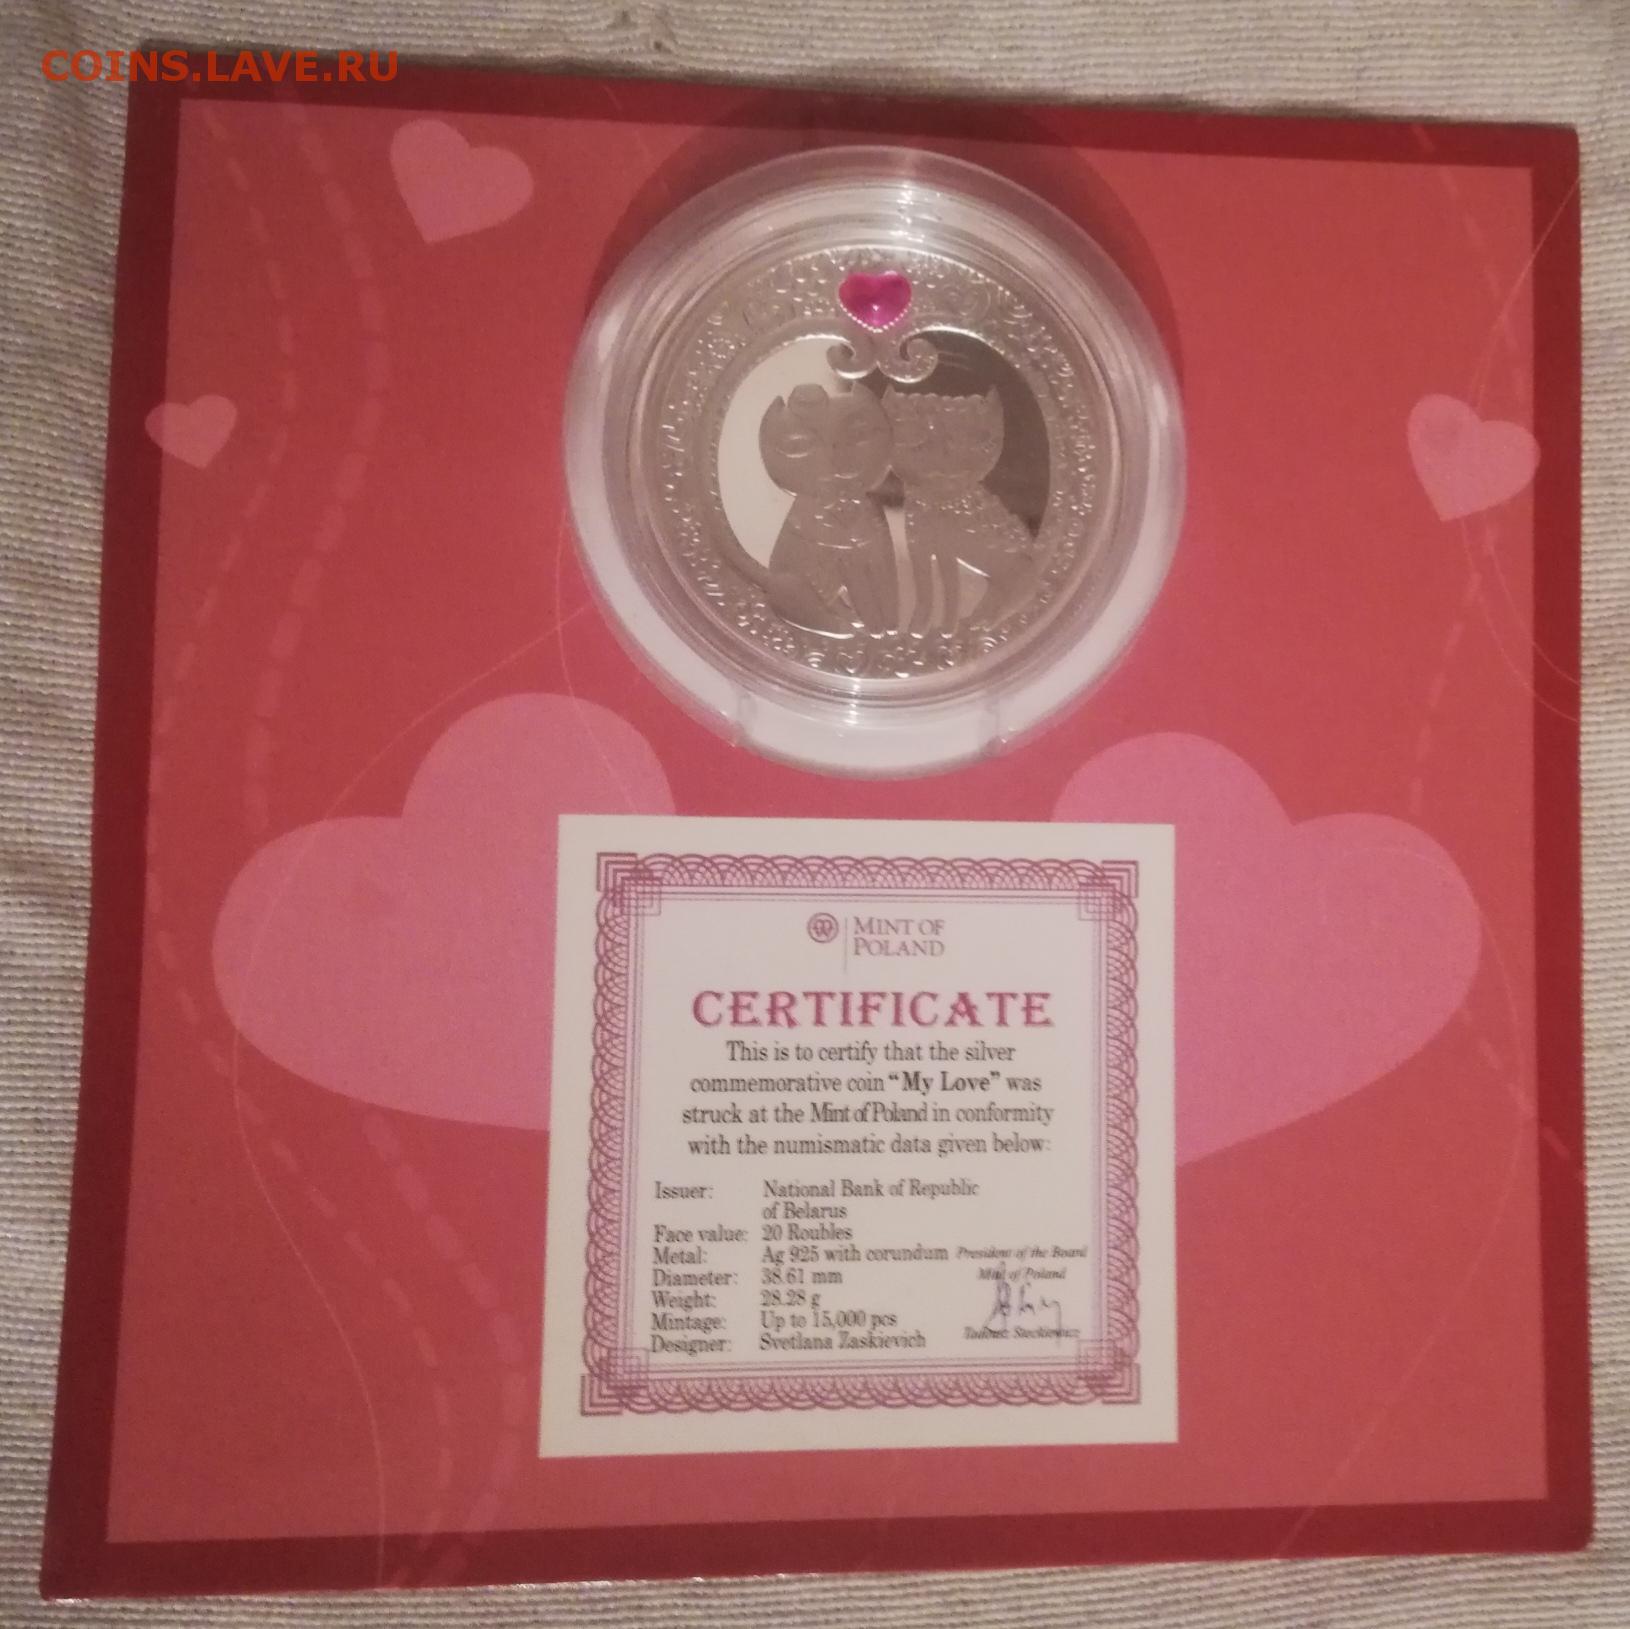 COINS.LAVE.RU
MINT OF
POLAND
CERTIFICATE
This is to certify that the silver
commemorative coin "My Love" was
struck at the Mint of Poland in conformity
with the numismatic data given below:
Issuer: National Bank of Republic
of Belarus
Face value: 20 Roubles
Metal: Ag 925 with corundum
Diameter: 38.61 mm
Weight: 28.28 g
Mintage: Up to 15,000 pcs
Designer: Svetlana Zaskievich
President of the Board
Mint of Poland
Tadeusz Steckiewicz